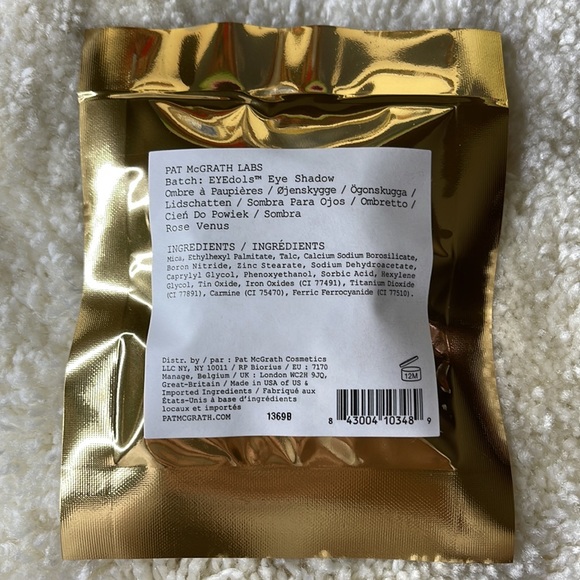 PAT McGRATH LABS
Batch: EYEdols™ Eye Shadow
Ombre à Paupières / Øjenskygge / Ögonskugga /
Lidschatten / Sombra Para Ojos / Ombretto /
Cień Do Powiek / Sombra
Rose Venus
INGREDIENTS / INGRÉDIENTS
Mica, Ethylhexyl Palmitate, Talc, Calcium Sodium Borosilicate,
Boron Nitride, Zinc Stearate, Sodium Dehydroacetate,
Caprylyl Glycol, Phenoxyethanol, Sorbic Acid, Hexylene
Glycol, Tin Oxide, Iron Oxides (CI 77491), Titanium Dioxide
(CI 77891), Carmine (CI 75470), Ferric Ferrocyanide (CI 77510).
Distr. by / par : Pat McGrath Cosmetics
LLC NY, NY 10011 / RP Biorius / EU : 7170
Manage, Belgium / UK : London WC2H 9JQ,
Great-Britain / Made in USA of US &
Imported Ingredients / Fabriqué aux
États-Unis à base d'ingrédients
locaux et importés
PATMCGRATH.COM
1369B
12M
8 43004 10348 9